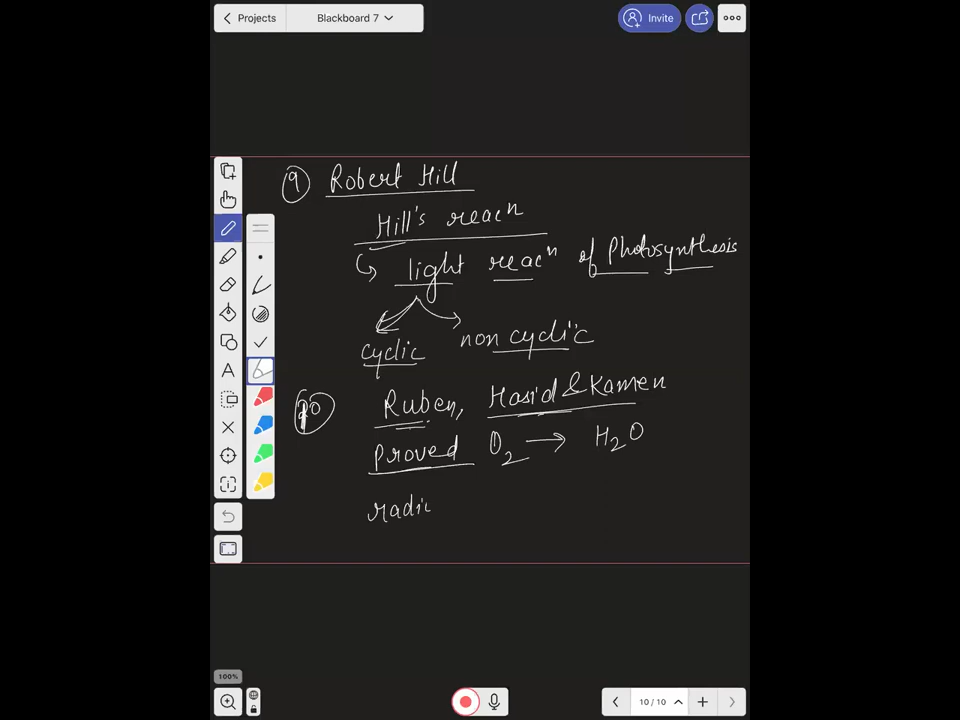 Projects
Blackboard 7
Invite
9 Robert Hill
Hill's reacⁿ
light reacⁿ of Photosynthesis
cyclic non cyclic
10 Ruben, Hasid & Kamen
Proved O₂ → H₂O
radi
A
100%
10 / 10